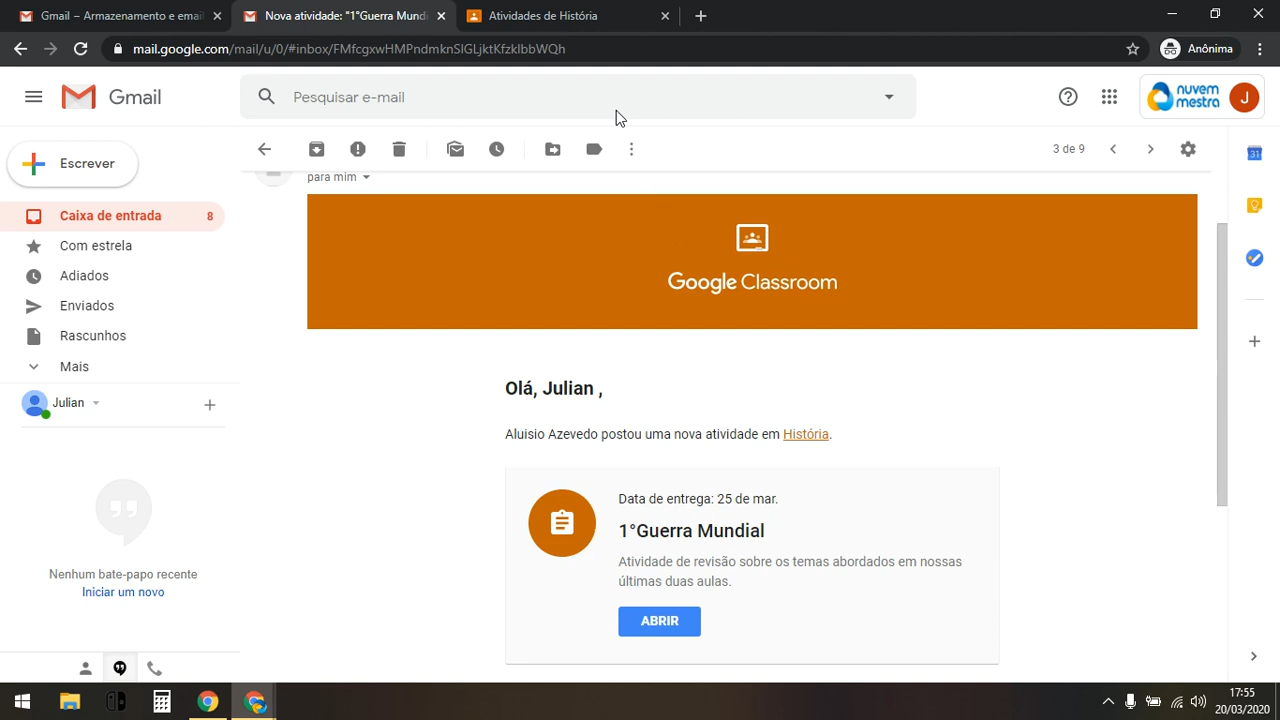 Gmail – Armazenamento e email
Nova atividade: "1°Guerra Mundi
Atividades de História
mail.google.com/mail/u/0/#inbox/FMfcgxwHMPndmknSlGLjktKfzklbbWQh
Anônima
Gmail
Pesquisar e-mail
nuvem
mestra
J
Escrever
3 de 9
31
para mim
Caixa de entrada 8
Com estrela
Adiados
Enviados
Rascunhos
Mais
Julian
Google Classroom
Olá, Julian ,
Aluisio Azevedo postou uma nova atividade em História.
Data de entrega: 25 de mar.
1°Guerra Mundial
Atividade de revisão sobre os temas abordados em nossas
últimas duas aulas.
ABRIR
Nenhum bate-papo recente
Iniciar um novo
17:55
20/03/2020